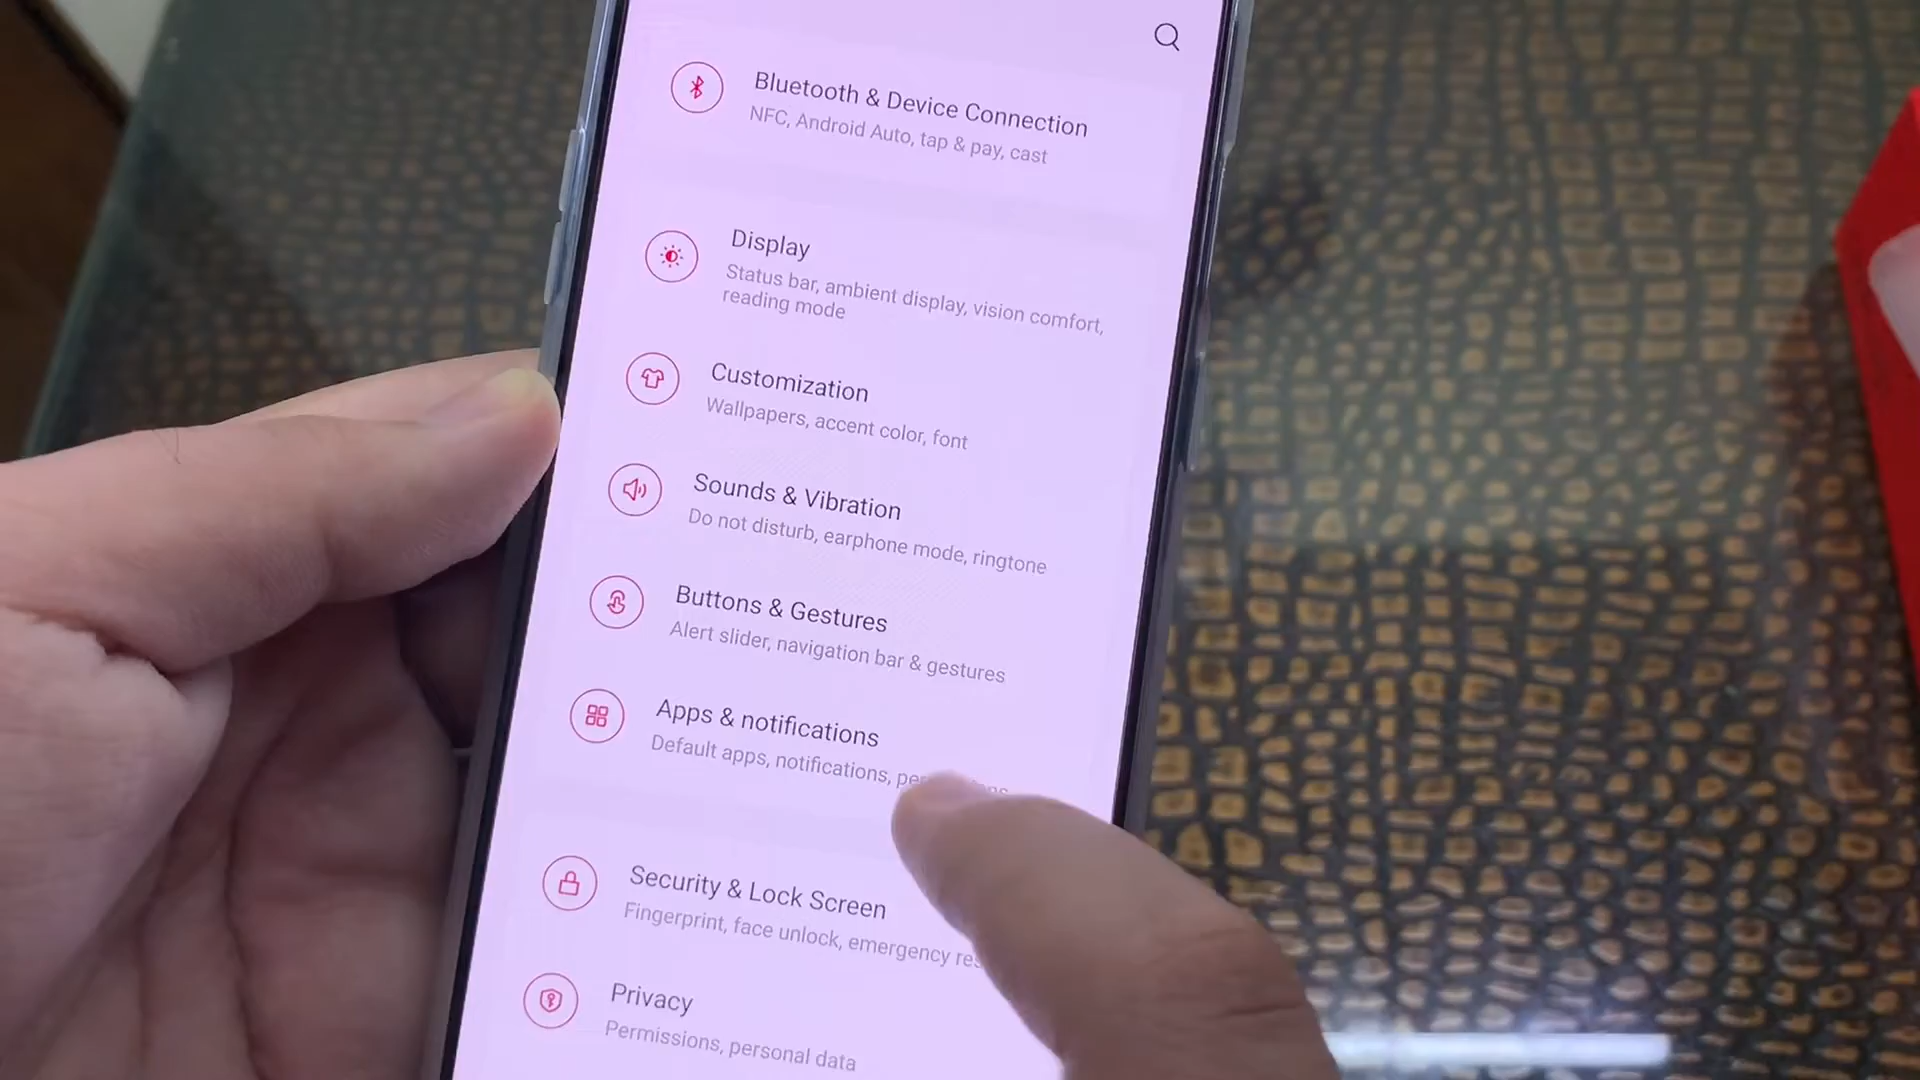 Bluetooth & Device Connection
NFC, Android Auto, tap & pay, cast
Display
Status bar, ambient display, vision comfort,
reading mode
Customization
Wallpapers, accent color, font
Sounds & Vibration
Do not disturb, earphone mode, ringtone
Buttons & Gestures
Alert slider, navigation bar & gestures
Apps & notifications
Default apps, notifications,
Security & Lock Screen
Fingerprint, face unlock, emergency
Privacy
Permissions, personal data